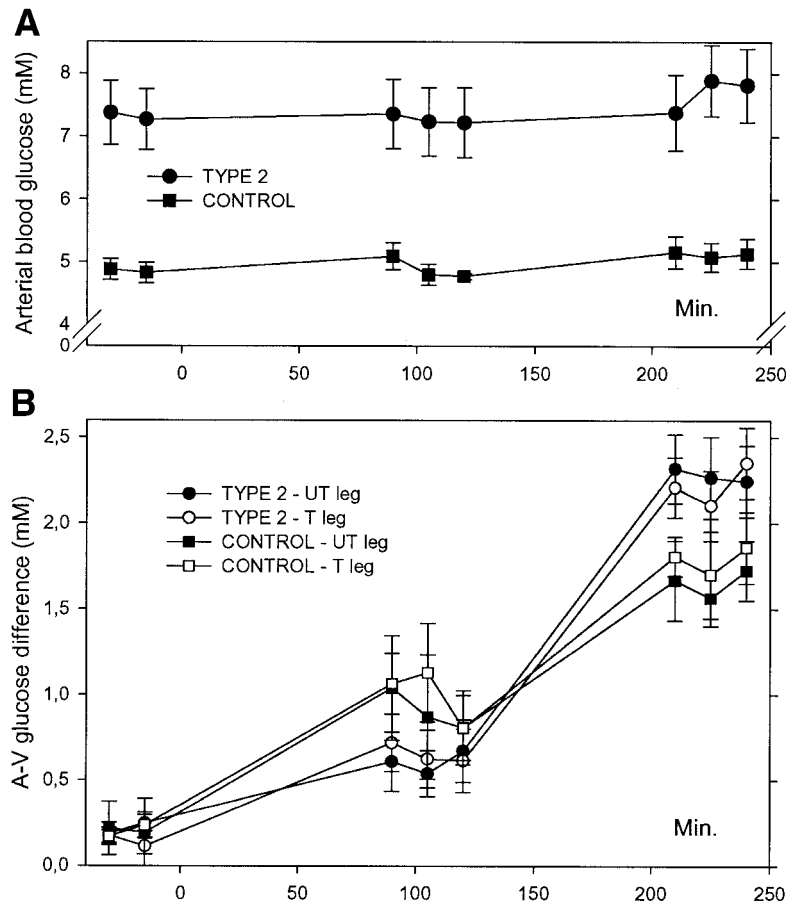 A
Arterial blood glucose (mM)
8
7
6
5
4
0
TYPE 2
CONTROL
Min.
0 50 100 150 200 250
B
A-V glucose difference (mM)
2,5
2,0
1,5
1,0
0,5
0,0
TYPE 2 - UT leg
TYPE 2 - T leg
CONTROL - UT leg
CONTROL - T leg
Min.
0 50 100 150 200 250